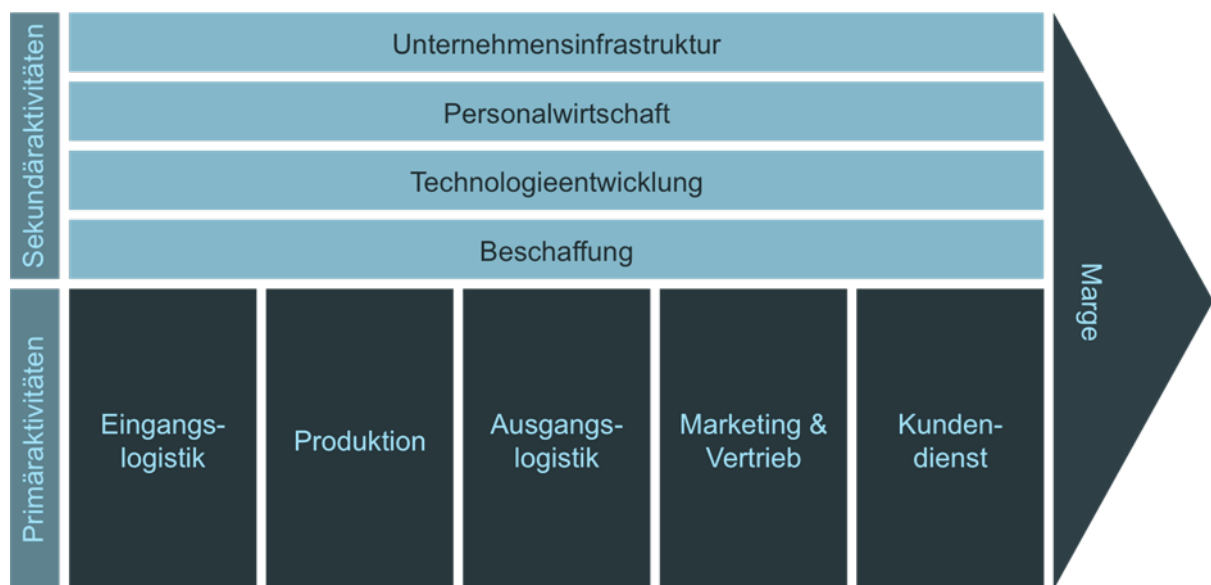 Sekundäraktivitäten
Unternehmensinfrastruktur
Personalwirtschaft
Technologieentwicklung
Beschaffung
Primäraktivitäten
Eingangs-
logistik
Produktion
Ausgangs-
logistik
Marketing &
Vertrieb
Kunden-
dienst
Marge